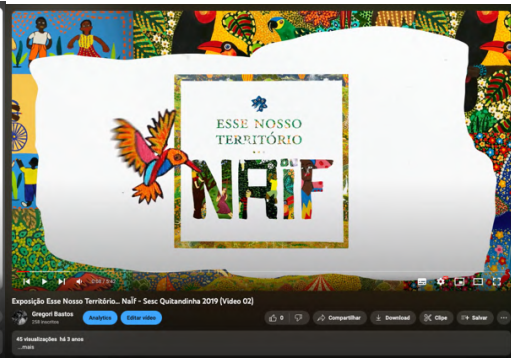 ESSE NOSSO
TERRITÓRIO
...
NAÏF
Exposição Esse Nosso Território... NaÏf - Sesc Quitandinha 2019 (Vídeo 02)
Gregori Bastos
Analytics
Editar vídeo
0
Compartilhar
Download
Clipe
Salvar
45 visualizações há 3 anos
...mais